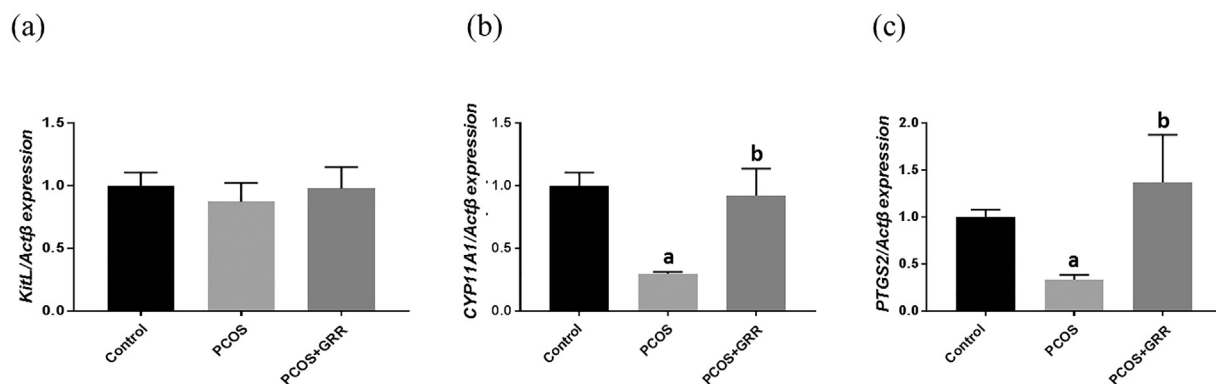 (a)
(b)
(c)
KitL/Actβ expression
1.5
1.0
0.5
0.0
Control
PCOS
PCOS+GRR
CYP11A1/Actβ expression
1.5
1.0
0.5
0.0
b
a
Control
PCOS
PCOS+GRR
PTGS2/Actβ expression
2.0
1.5
1.0
0.5
0.0
b
a
Control
PCOS
PCOS+GRR